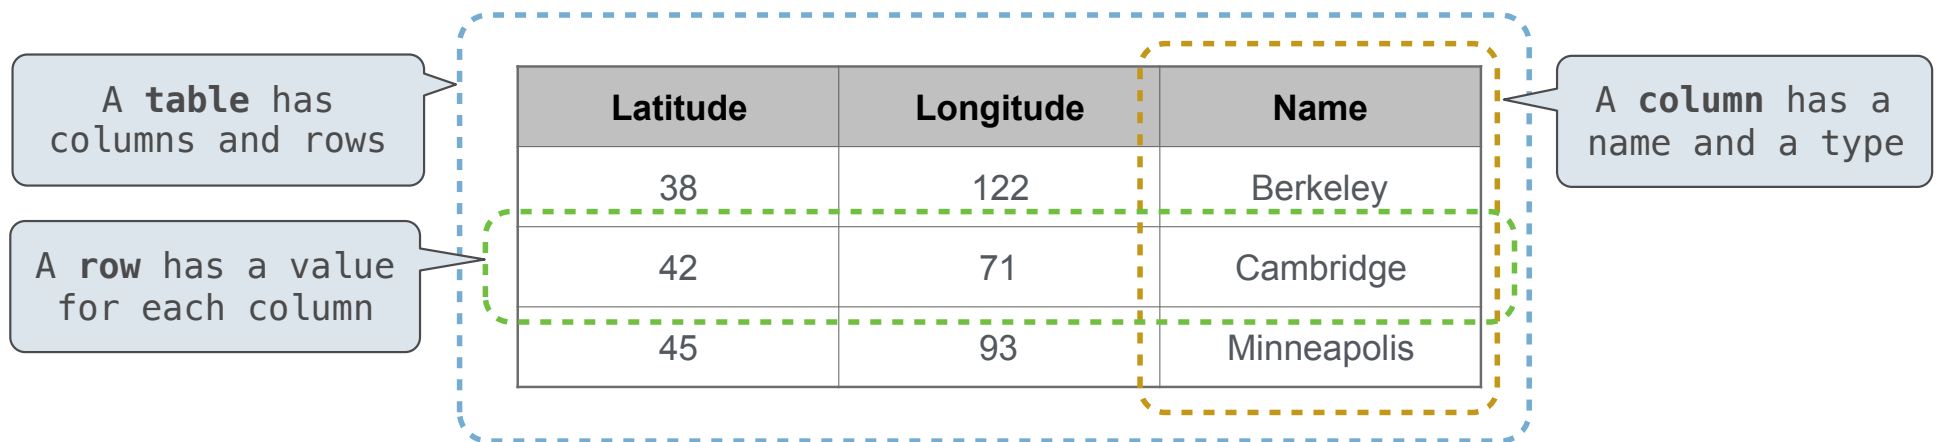 A table has
columns and rows
A row has a value
for each column
Latitude Longitude Name
38 122 Berkeley
42 71 Cambridge
45 93 Minneapolis
A column has a
name and a type